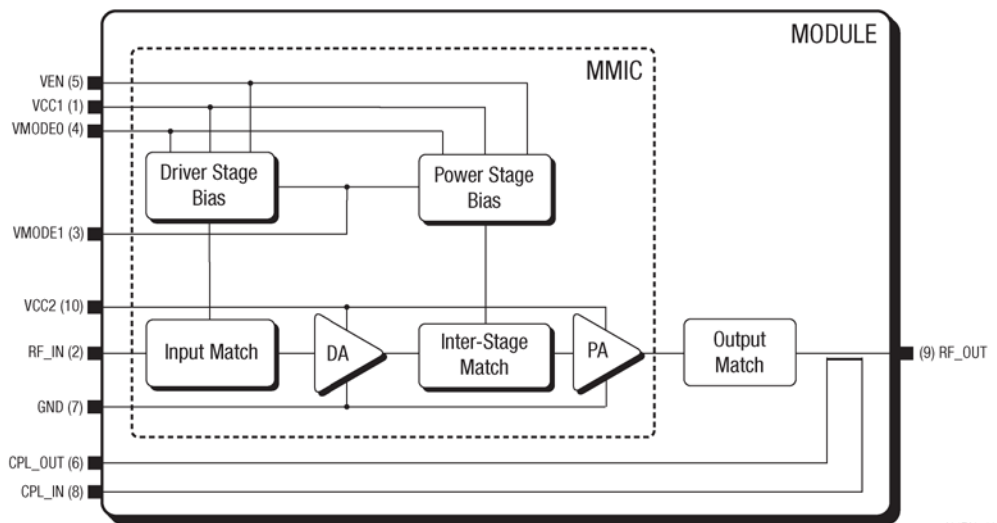 MODULE
MMIC
VEN (5)
VCC1 (1)
VMODE0 (4)
Driver Stage
Bias
Power Stage
Bias
VMODE1 (3)
VCC2 (10)
RF_IN (2)
Input Match
DA
Inter-Stage
Match
PA
Output
Match
(9) RF_OUT
GND (7)
CPL_OUT (6)
CPL_IN (8)